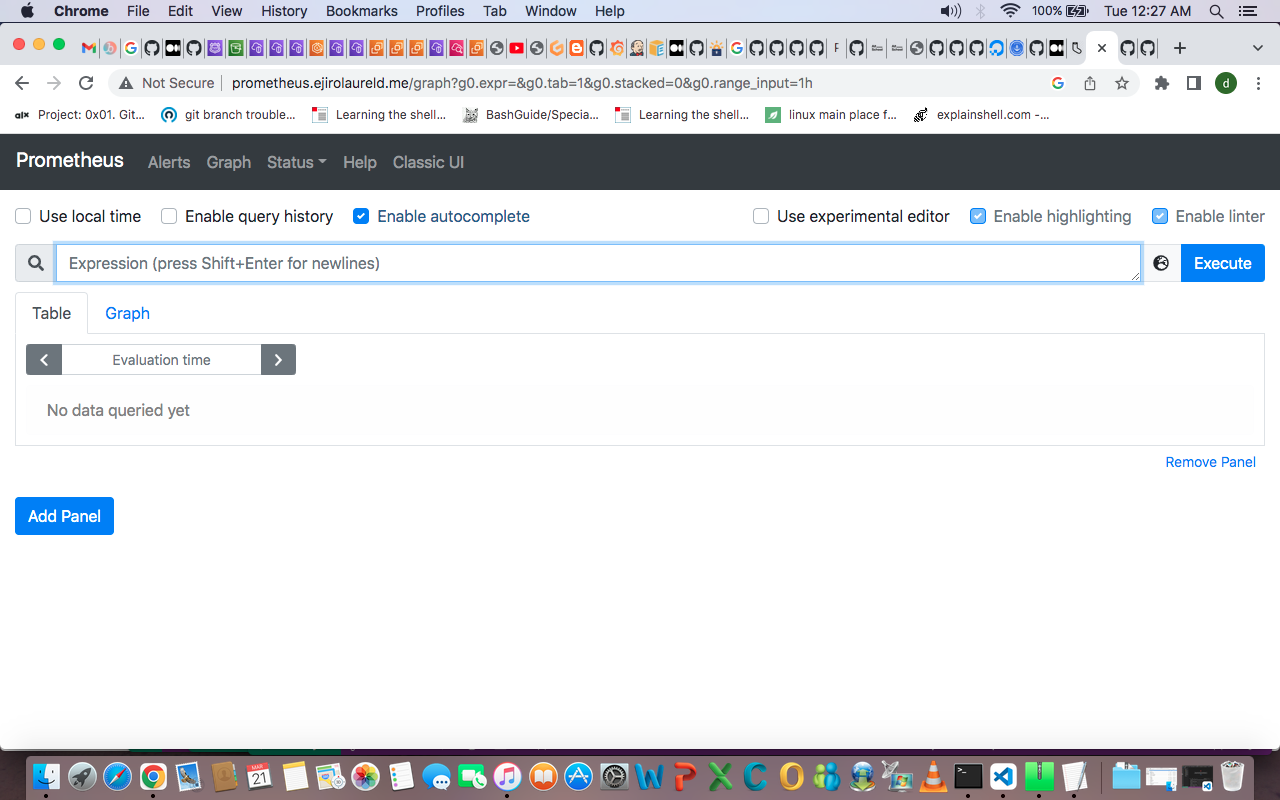 Chrome File Edit View History Bookmarks Profiles Tab Window Help 100% Tue 12:27 AM
Not Secure prometheus.ejirolaureld.me/graph?g0.expr=&g0.tab=1&g0.stacked=0&g0.range_input=1h d
alx Project: 0x01. Git... git branch trouble... Learning the shell... BashGuide/Specia... Learning the shell... linux main place f... explainshell.com -...
Prometheus Alerts Graph Status Help Classic UI
Use local time Enable query history Enable autocomplete Use experimental editor Enable highlighting Enable linter
Expression (press Shift+Enter for newlines) Execute
Table Graph
Evaluation time
No data queried yet
Remove Panel
Add Panel
MAR
21